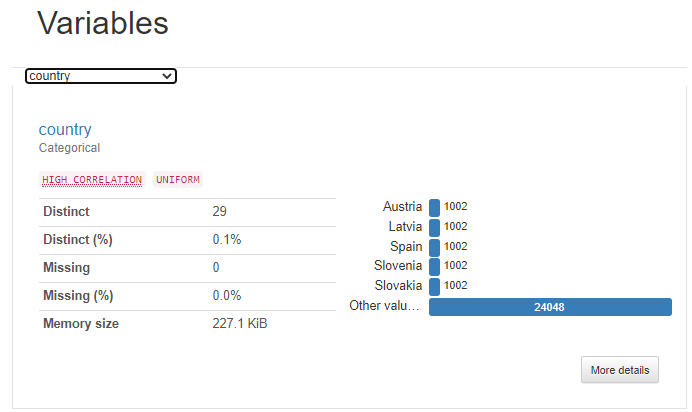 Variables
country
country
Categorical
HIGH CORRELATION UNIFORM
Distinct 29
Distinct (%) 0.1%
Missing 0
Missing (%) 0.0%
Memory size 227.1 KiB
Austria 1002
Latvia 1002
Spain 1002
Slovenia 1002
Slovakia 1002
Other valu… 24048
More details